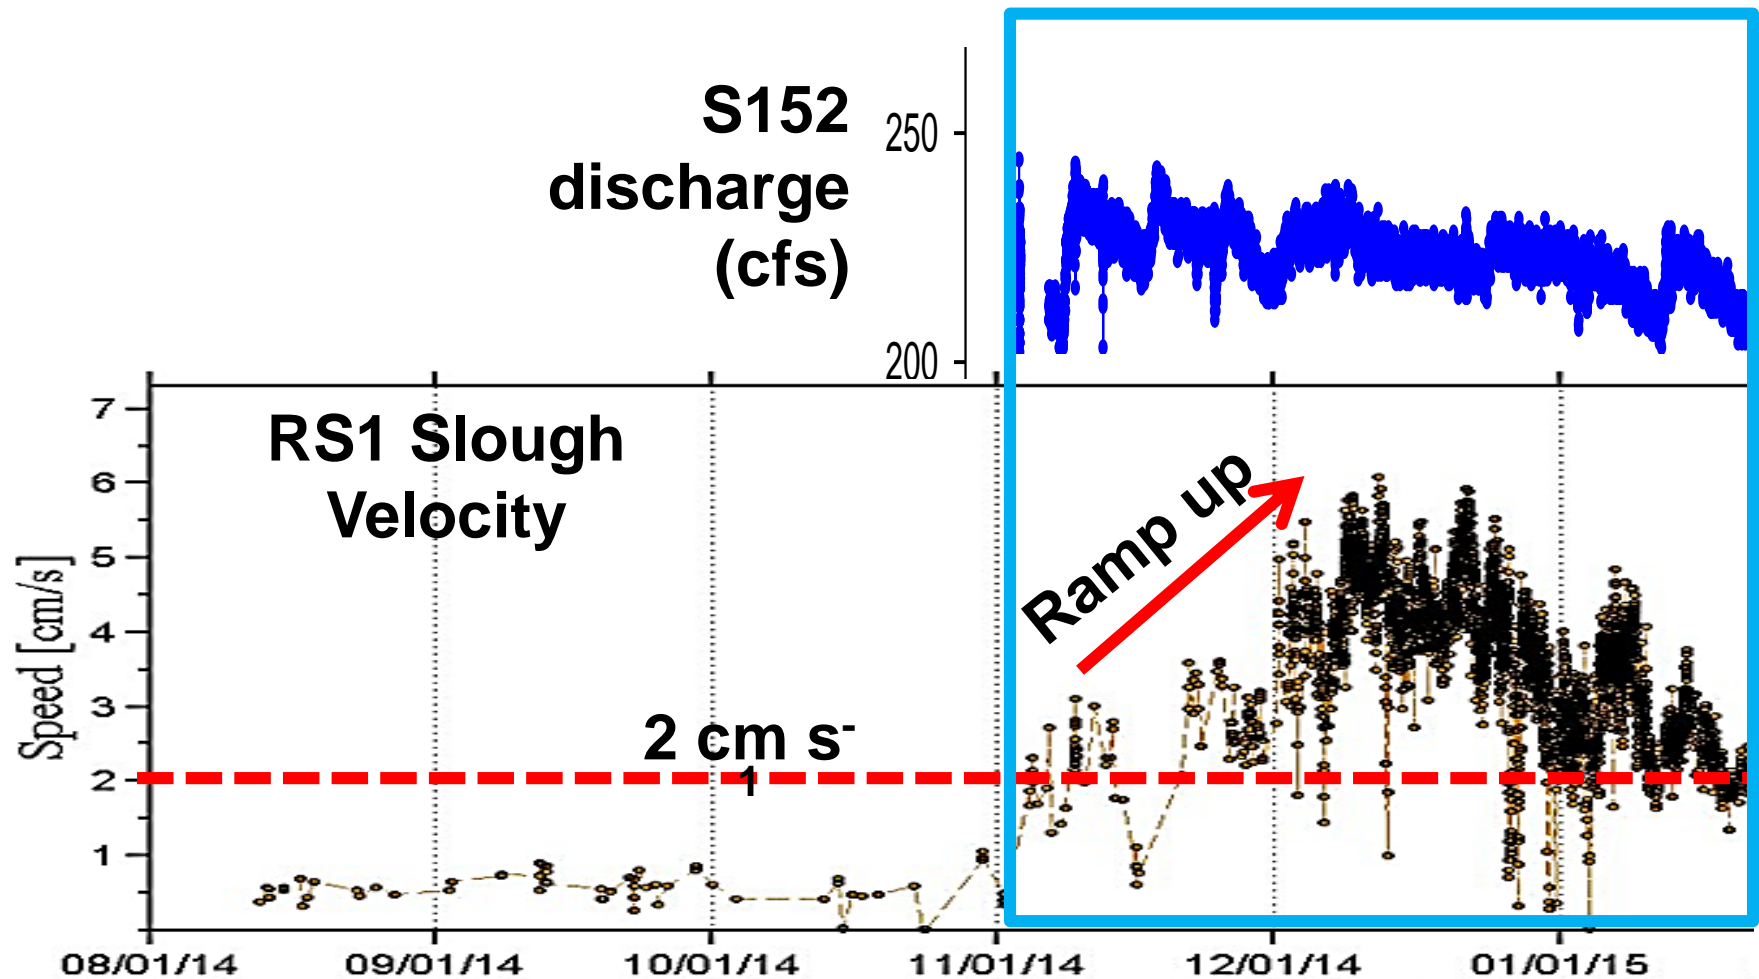 S152
discharge
(cfs)
250
200
RS1 Slough
Velocity
Ramp up
2 cm s-
1
Speed [cm/s]
7
6
5
4
3
2
1
08/01/14
09/01/14
10/01/14
11/01/14
12/01/14
01/01/15